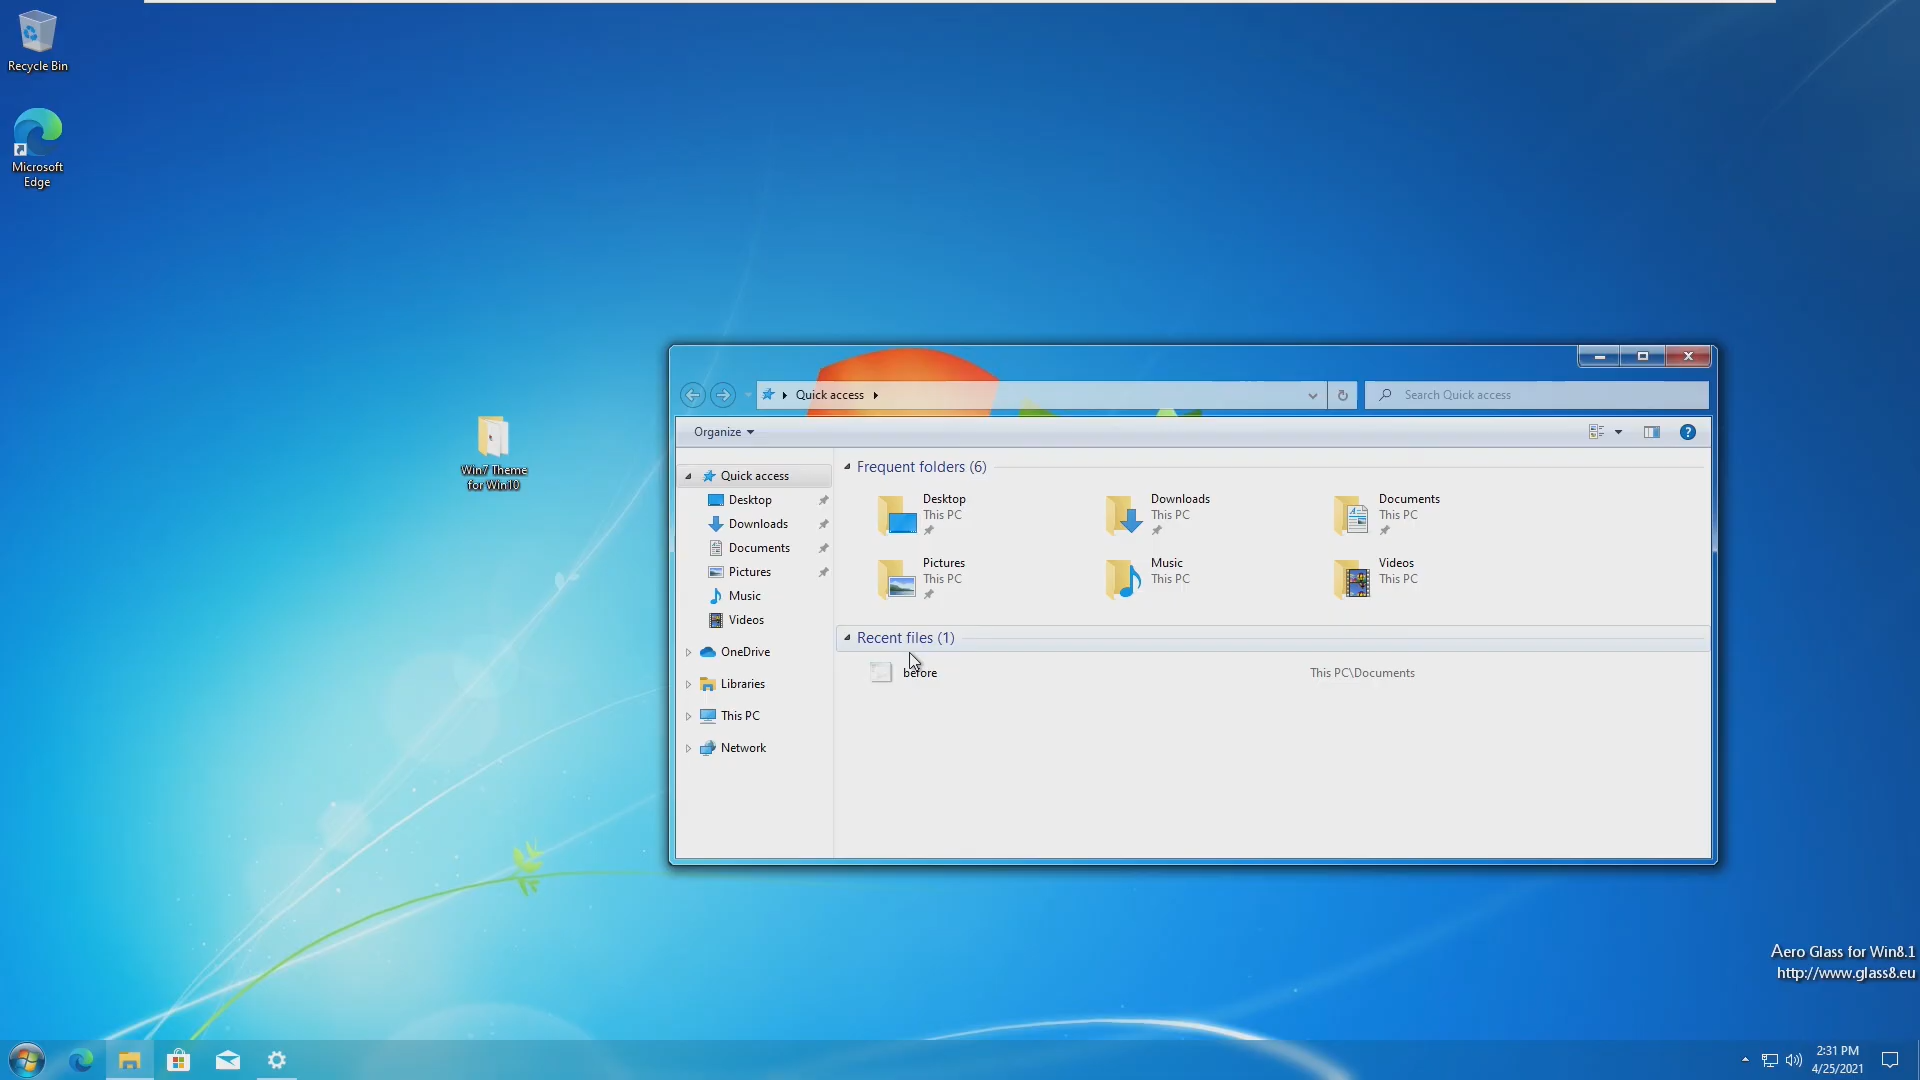 Recycle Bin
Microsoft
Edge
Win7 Theme
for Win10
Quick access
Search Quick access
Organize
Quick access
Desktop
Downloads
Documents
Pictures
Music
Videos
OneDrive
Libraries
This PC
Network
Frequent folders (6)
Desktop
This PC
Downloads
This PC
Documents
This PC
Pictures
This PC
Music
This PC
Videos
This PC
Recent files (1)
before
This PC\Documents
Aero Glass for Win8.1
http://www.glass8.eu
2:31 PM
4/25/2021